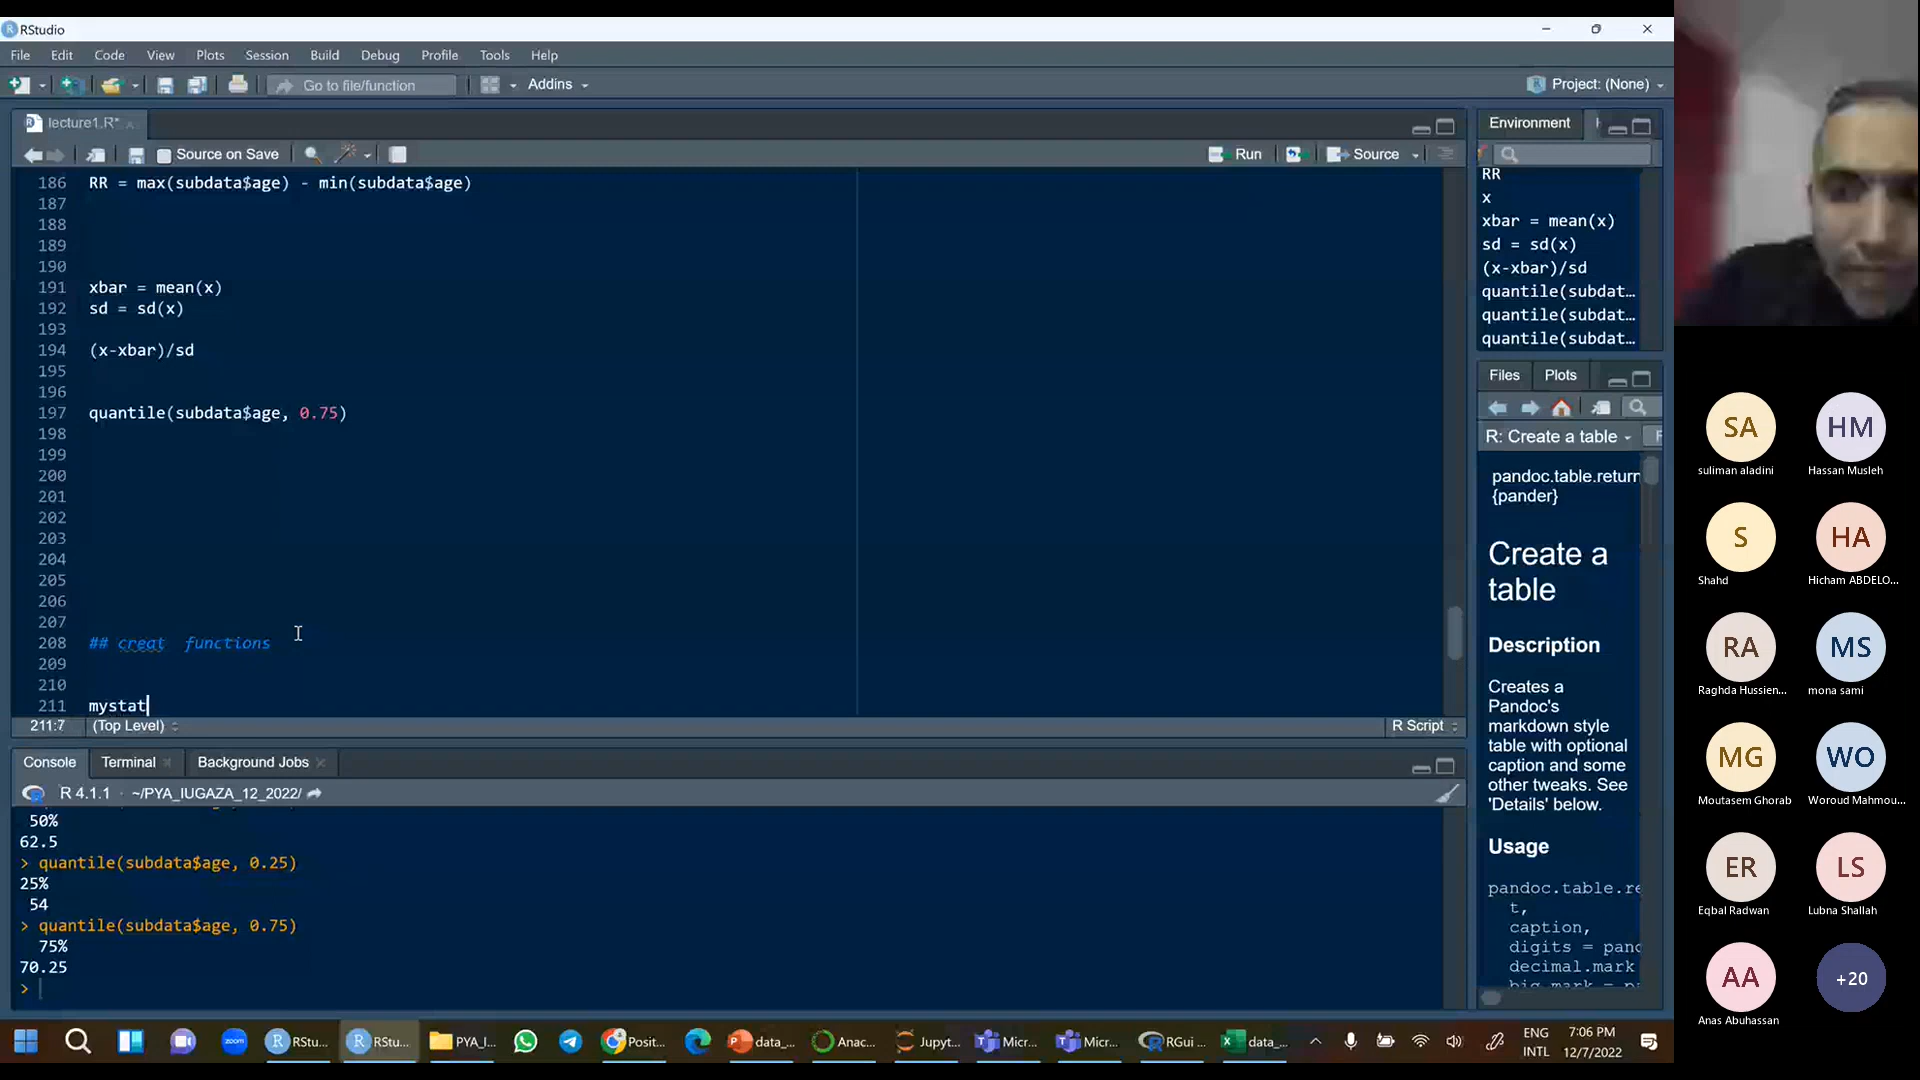 RStudio
File Edit Code View Plots Session Build Debug Profile Tools Help
Go to file/function Addins Project: (None)
lecture1.R*
Source on Save Run Source
186 RR = max(subdata$age) - min(subdata$age)
187
188
189
190
191 xbar = mean(x)
192 sd = sd(x)
193
194 (x-xbar)/sd
195
196
197 quantile(subdata$age, 0.75)
198
199
200
201
202
203
204
205
206
207
208 ## creat functions
209
210
211 mystat
211:7 (Top Level) R Script
Console Terminal Background Jobs
R 4.1.1 · ~/PYA_IUGAZA_12_2022/
50%
62.5
> quantile(subdata$age, 0.25)
25%
54
> quantile(subdata$age, 0.75)
75%
70.25
>
Environment
RR
x
xbar = mean(x)
sd = sd(x)
(x-xbar)/sd
quantile(subdat…
quantile(subdat…
quantile(subdat…
Files Plots
R: Create a table
pandoc.table.return
{pander}
Create a
table
Description
Creates a
Pandoc's
markdown style
table with optional
caption and some
other tweaks. See
'Details' below.
Usage
pandoc.table.re
t,
caption,
digits = pand
decimal.mark
big.mark = p
SA HM
suliman aladini Hassan Musleh
S HA
Shahd Hicham ABDELO...
RA MS
Raghda Hussien... mona sami
MG WO
Moutasem Ghorab Woroud Mahmou...
ER LS
Eqbal Radwan Lubna Shallah
AA +20
Anas Abuhassan
zoom RStu... RStu... PYA_I... Posit... data_... Anac... Jupyt... Micr... Micr... RGui ... data_...
ENG
INTL
7:06 PM
12/7/2022